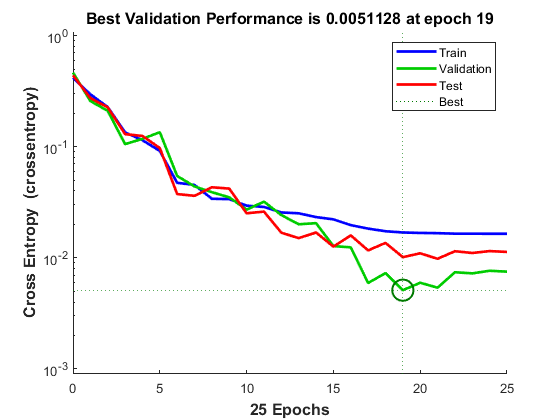 Best Validation Performance is 0.0051128 at epoch 19
Cross Entropy (crossentropy)
10^0
10^-1
10^-2
10^-3
Train
Validation
Test
Best
0 5 10 15 20 25
25 Epochs